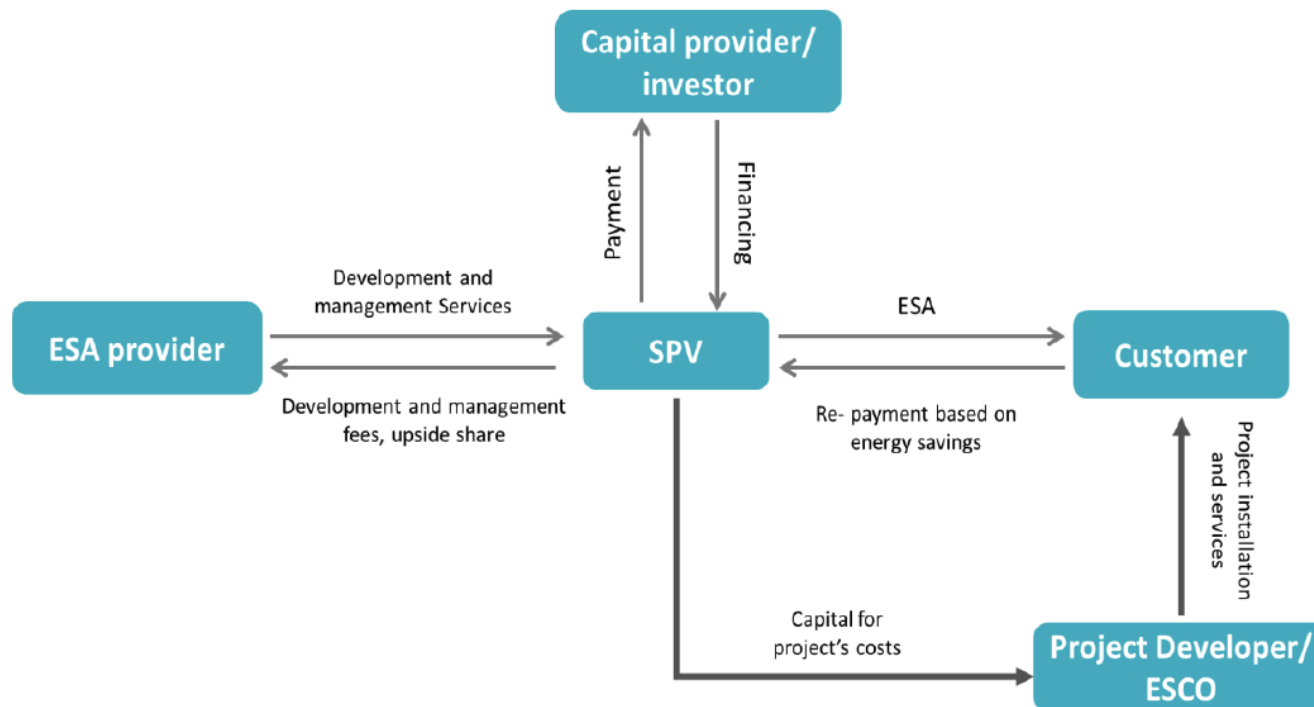 Capital provider/
investor
Payment
Financing
Development and
management Services
ESA
ESA provider
SPV
Customer
Development and management
fees, upside share
Re- payment based on
energy savings
Project installation
and services
Capital for
project’s costs
Project Developer/
ESCO